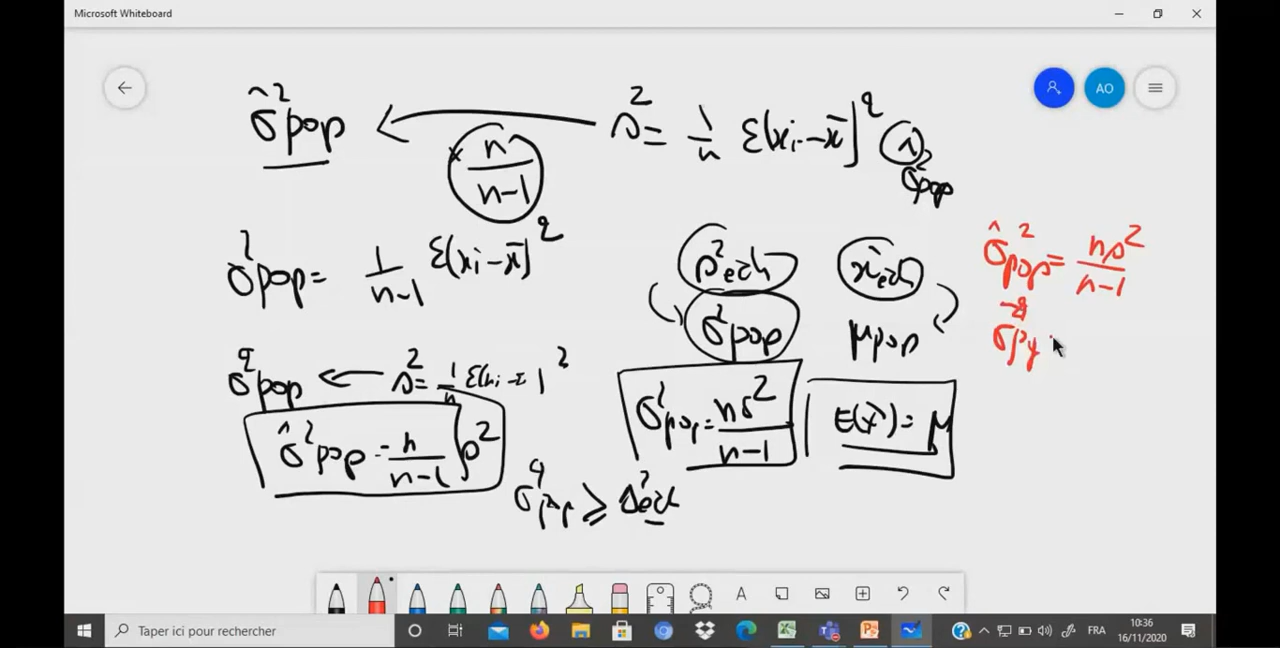 Microsoft Whiteboard
AO
σ̂²pop ← s² = 1/n Σ(xi - x̄)²
× n/n-1
σ²pop
σ²pop = 1/n-1 Σ(xi - x̄)²
s²ech x̄ech
σ²pop μpop
σ̂²pop = ns²/n-1
σ²pop ← s² = 1/n Σ(xi - x̄)²
σ̂²pop = n/n-1 s²
σ²pop = ns²/n-1
E(x̄) = μ
σ²pop ≥ s²ech
A
Taper ici pour rechercher
FRA
10:36
16/11/2020